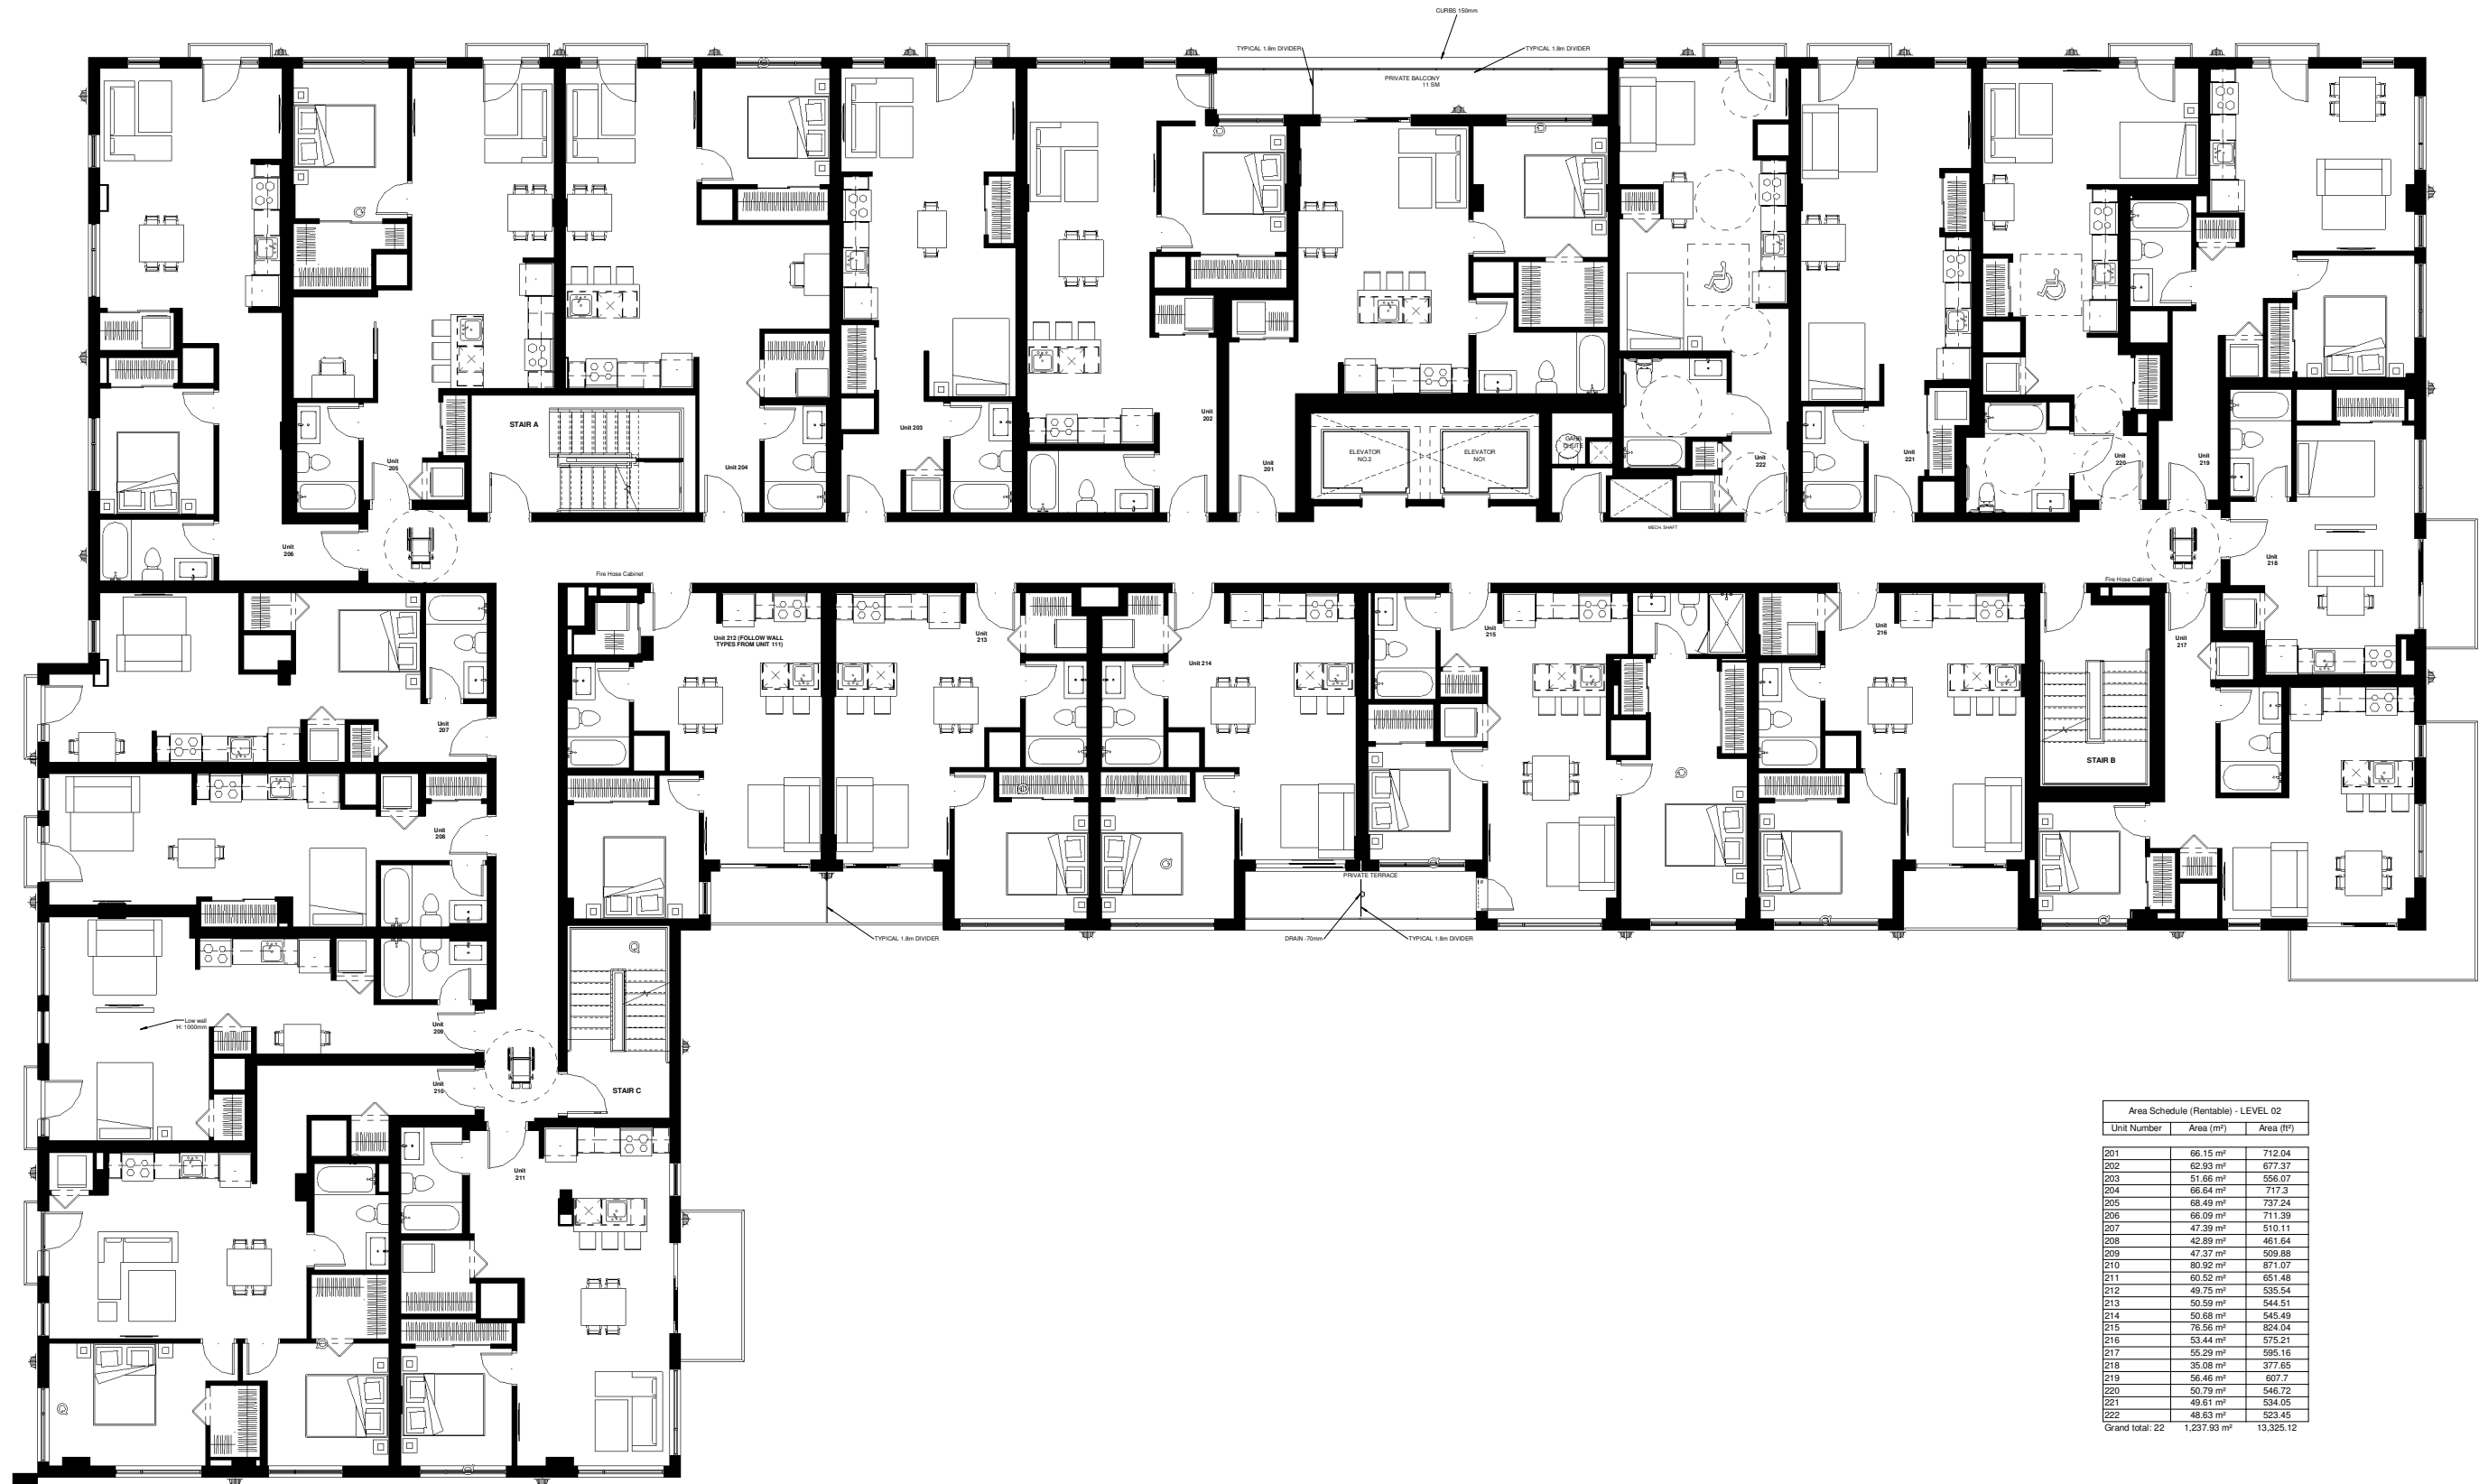 CURBS 150mm
TYPICAL 1.8m DIVIDER
TYPICAL 1.8m DIVIDER
PRIVATE BALCONY
11 SM
STAIR A
Unit
205
Unit 204
Unit 203
Unit
202
Unit
201
ELEVATOR
NO.2
ELEVATOR
NO1
GARB.
CHUTE
Unit
222
Unit
221
Unit
220
Unit
219
MECH. SHAFT
Unit
206
Unit
218
Fire Hose Cabinet
Fire Hose Cabinet
Unit 212 (FOLLOW WALL
TYPES FROM UNIT 111)
Unit
213
Unit 214
Unit
215
Unit
216
Unit
217
Unit
207
STAIR B
Unit
208
PRIVATE TERRACE
TYPICAL 1.8m DIVIDER
DRAIN -70mm
TYPICAL 1.8m DIVIDER
Low wall
H: 1000mm
Unit
209
Unit
210
STAIR C
Unit
211
Area Schedule (Rentable) - LEVEL 02
Unit Number Area (m²) Area (ft²)
201 66.15 m² 712.04
202 62.93 m² 677.37
203 51.66 m² 556.07
204 66.64 m² 717.3
205 68.49 m² 737.24
206 66.09 m² 711.39
207 47.39 m² 510.11
208 42.89 m² 461.64
209 47.37 m² 509.88
210 80.92 m² 871.07
211 60.52 m² 651.48
212 49.75 m² 535.54
213 50.59 m² 544.51
214 50.68 m² 545.49
215 76.56 m² 824.04
216 53.44 m² 575.21
217 55.29 m² 595.16
218 35.08 m² 377.65
219 56.46 m² 607.7
220 50.79 m² 546.72
221 49.61 m² 534.05
222 48.63 m² 523.45
Grand total: 22 1,237.93 m² 13,325.12